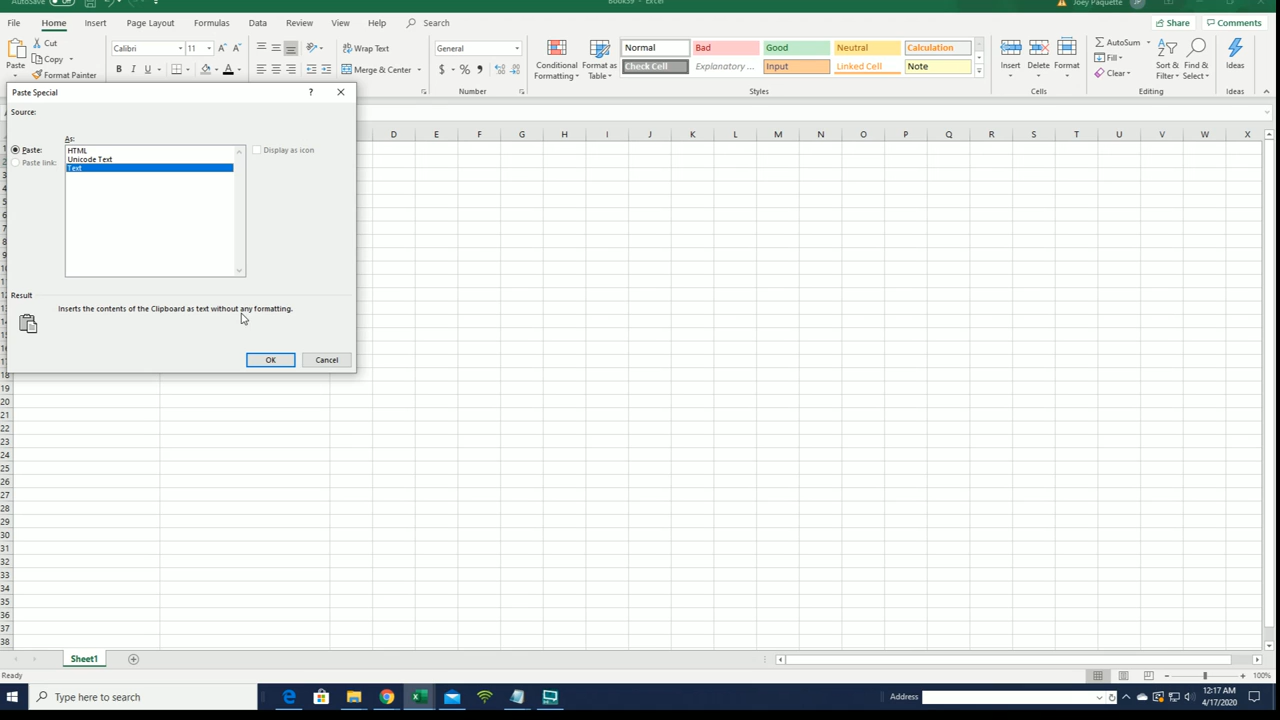 AutoSave Off Book39 - Excel Joey Paquette JP
File Home Insert Page Layout Formulas Data Review View Help Search Share Comments
Paste Cut Copy Format Painter
Calibri 11
B I U
Wrap Text
Merge & Center
General
$ % ,
Number
Conditional Formatting
Format as Table
Normal Bad Good Neutral Calculation
Check Cell Explanatory ... Input Linked Cell Note
Styles
Insert Delete Format
Cells
AutoSum
Fill
Clear
Sort & Filter
Find & Select
Editing
Ideas
Ideas
Paste Special ?
Source:
As:
Paste:
Paste link:
HTML
Unicode Text
Text
Display as icon
Result
Inserts the contents of the Clipboard as text without any formatting.
OK Cancel
D E F G H I J K L M N O P Q R S T U V W X
18
19
20
21
22
23
24
25
26
27
28
29
30
31
32
33
34
35
36
37
38
Sheet1
Ready 100%
Type here to search
Address
12:17 AM
4/17/2020